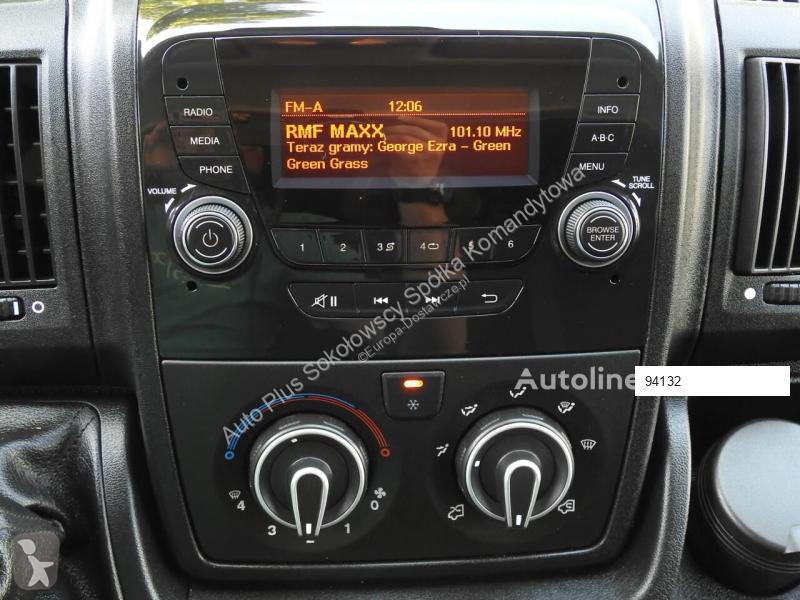 FM-A 12:06
RMF MAXX 101.10 MHz
Teraz gramy: George Ezra - Green
Green Grass
RADIO
MEDIA
PHONE
INFO
A·B·C
MENU
VOLUME
TUNE
SCROLL
BROWSE
ENTER
1 2 3 4 5 6
Auto Plus Sokołowscy Spółka Komandytowa
©Europa-Dostawcze.pl
Autoline
94132
4 3 1 0